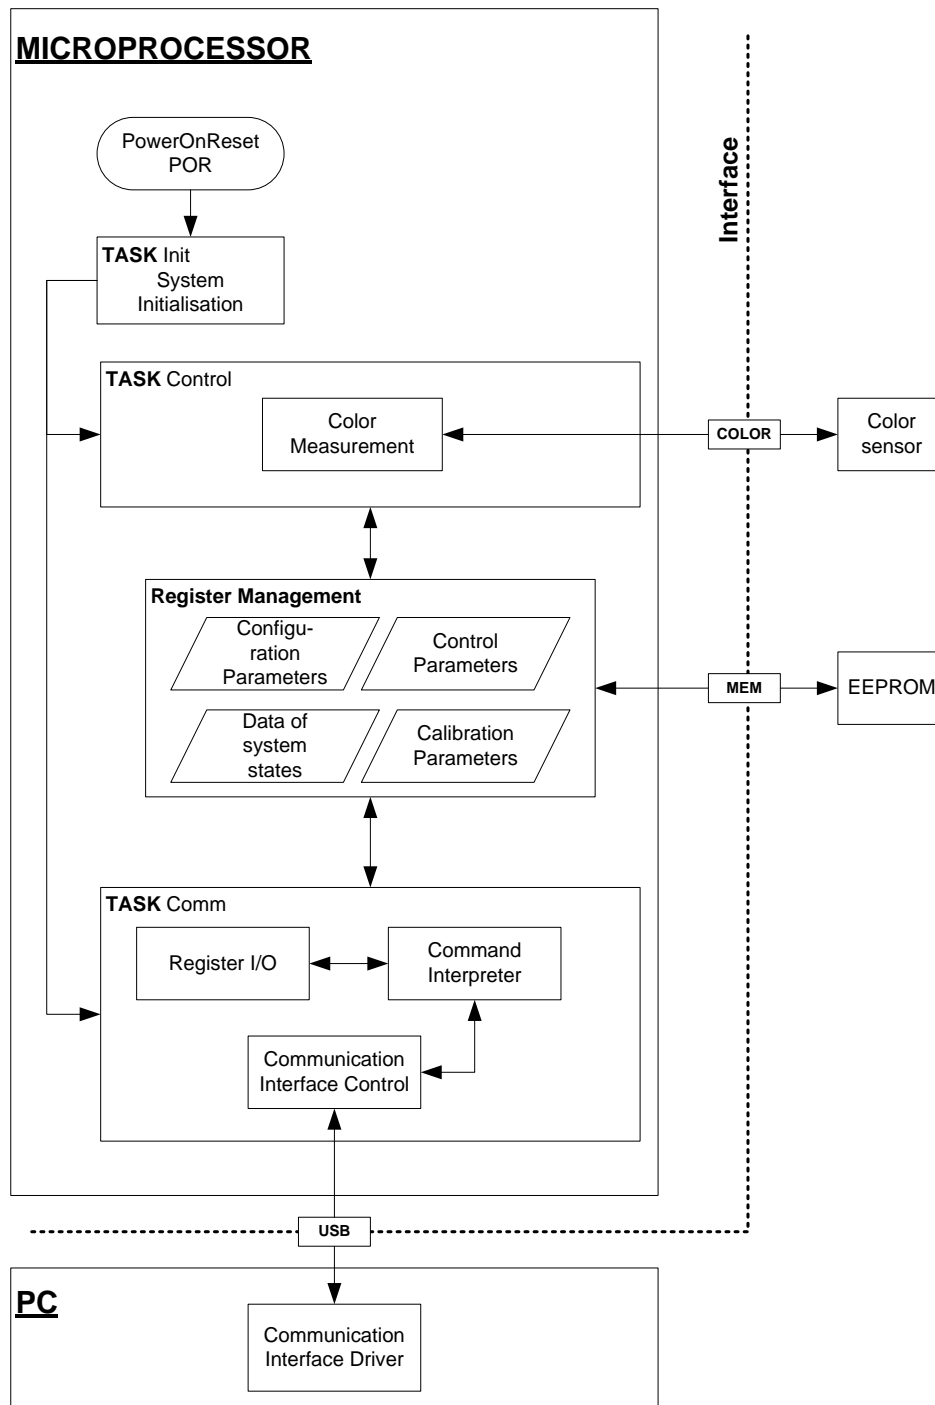 MICROPROCESSOR
PowerOnReset
POR
Interface
TASK Init
System
Initialisation
TASK Control
Color
Measurement
COLOR
Color
sensor
Register Management
Configu-
ration
Parameters
Control
Parameters
MEM
EEPROM
Data of
system
states
Calibration
Parameters
TASK Comm
Register I/O
Command
Interpreter
Communication
Interface Control
USB
PC
Communication
Interface Driver